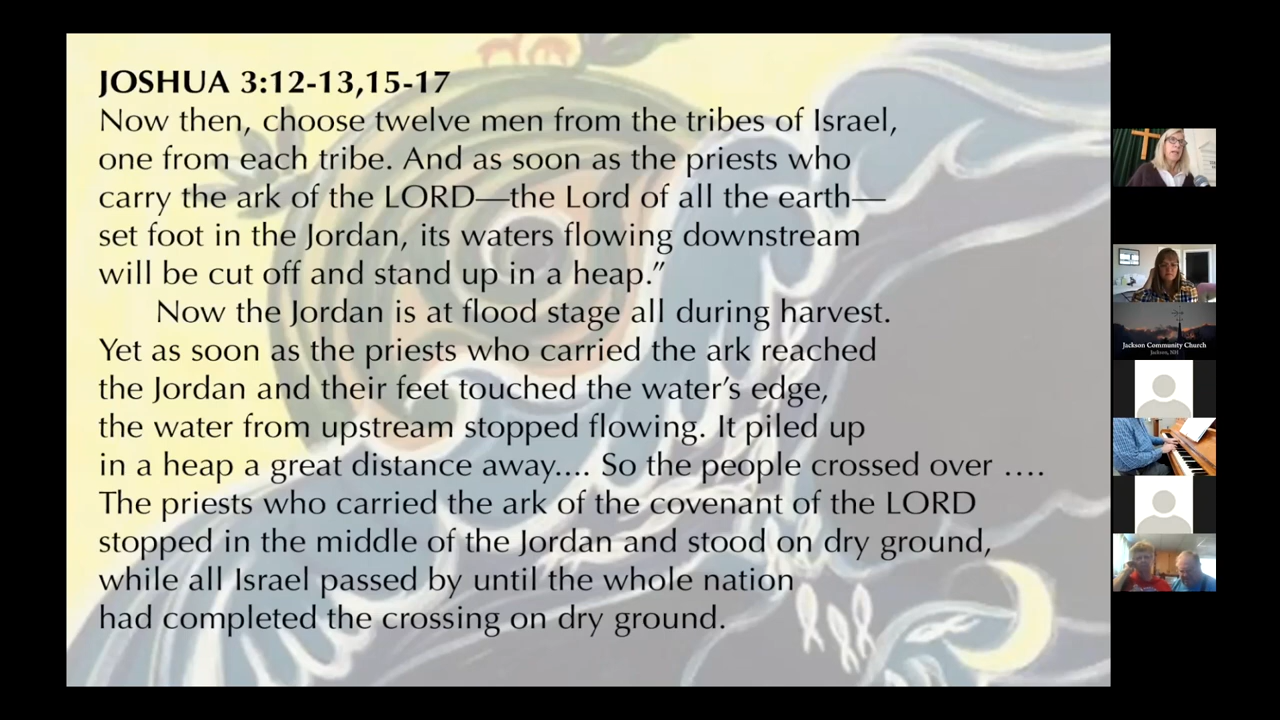 JOSHUA 3:12-13,15-17
Now then, choose twelve men from the tribes of Israel,
one from each tribe. And as soon as the priests who
carry the ark of the LORD—the Lord of all the earth—
set foot in the Jordan, its waters flowing downstream
will be cut off and stand up in a heap.”
Now the Jordan is at flood stage all during harvest.
Yet as soon as the priests who carried the ark reached
the Jordan and their feet touched the water’s edge,
the water from upstream stopped flowing. It piled up
in a heap a great distance away.... So the people crossed over ....
The priests who carried the ark of the covenant of the LORD
stopped in the middle of the Jordan and stood on dry ground,
while all Israel passed by until the whole nation
had completed the crossing on dry ground.
Jackson Community Church
Jackson, NH